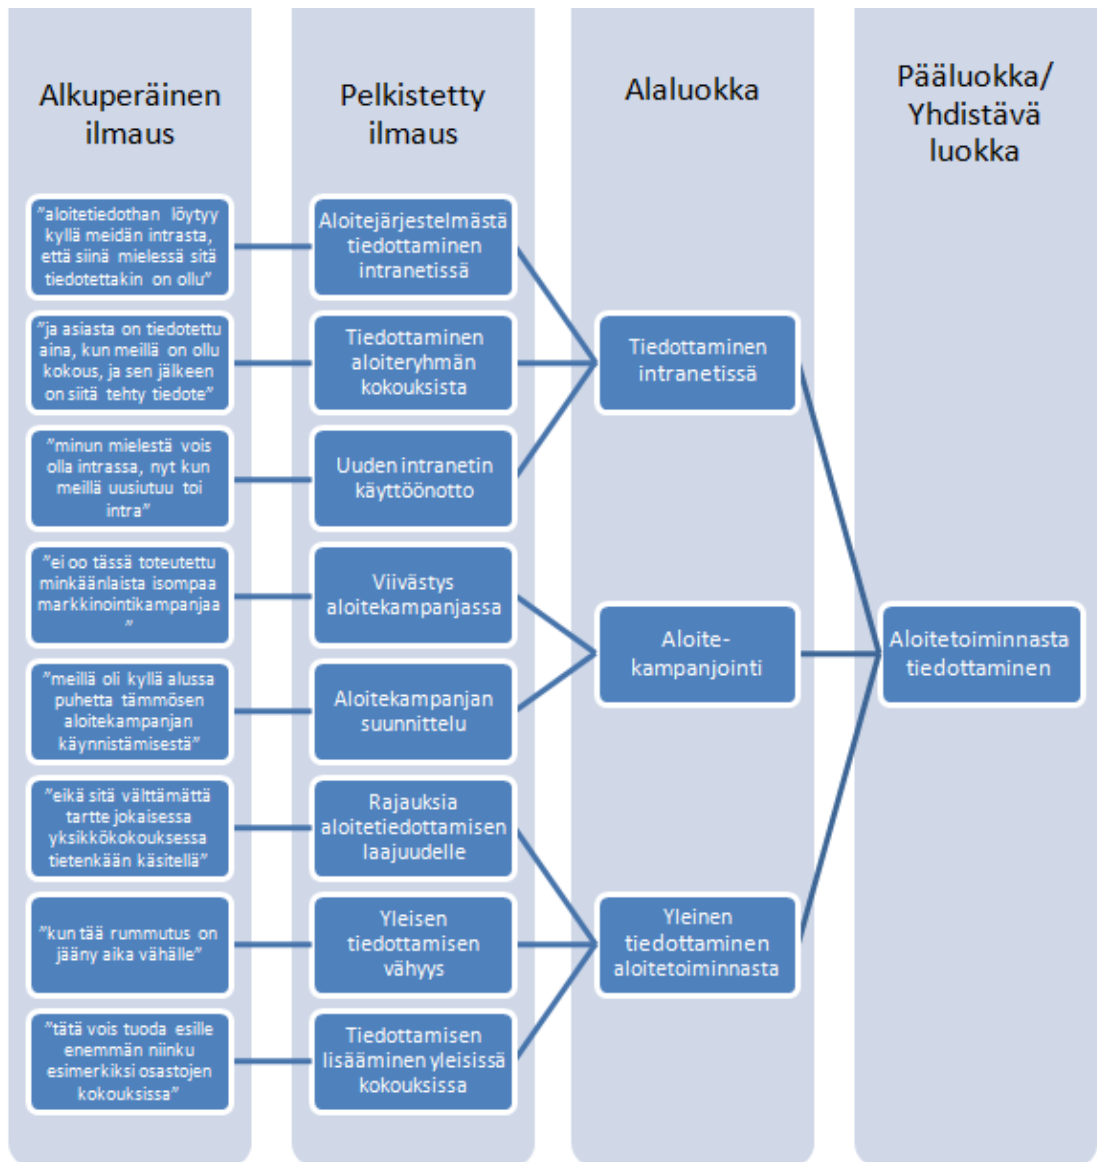 Alkuperäinen
ilmaus
Pelkistetty
ilmaus
Alaluokka
Pääluokka/
Yhdistävä
luokka
"aloitetiedothan löytyy
kyllä meidän intrasta,
että siinä mielessä sitä
tiedotettakin on ollu"
Aloitejärjestelmästä
tiedottaminen
intranetissä
"ja asiasta on tiedotettu
aina, kun meillä on ollu
kokous, ja sen jälkeen
on siitä tehty tiedote"
Tiedottaminen
aloiteryhmän
kokouksista
Tiedottaminen
intranetissä
"minun mielestä vois
olla intrassa, nyt kun
meillä uusiutuu toi
intra"
Uuden intranetin
käyttöönotto
"ei oo tässä toteutettu
minkäänlaista isompaa
markkinointikampanjaa
"
Viivästys
aloitekampanjassa
Aloite-
kampanjointi
Aloitetoiminnasta
tiedottaminen
"meillä oli kyllä alussa
puhetta tämmösen
aloitekampanjan
käynnistämisestä"
Aloitekampanjan
suunnittelu
"eikä sitä välttämättä
tartte jokaisessa
yksikkökokouksessa
tietenkään käsitellä"
Rajauksia
aloitetiedottamisen
laajuudelle
"kun tää rummutus on
jääny aika vähälle"
Yleisen
tiedottamisen
vähyys
Yleinen
tiedottaminen
aloitetoiminnasta
"tätä vois tuoda esille
enemmän niinku
esimerkiksi osastojen
kokouksissa"
Tiedottamisen
lisääminen yleisissä
kokouksissa